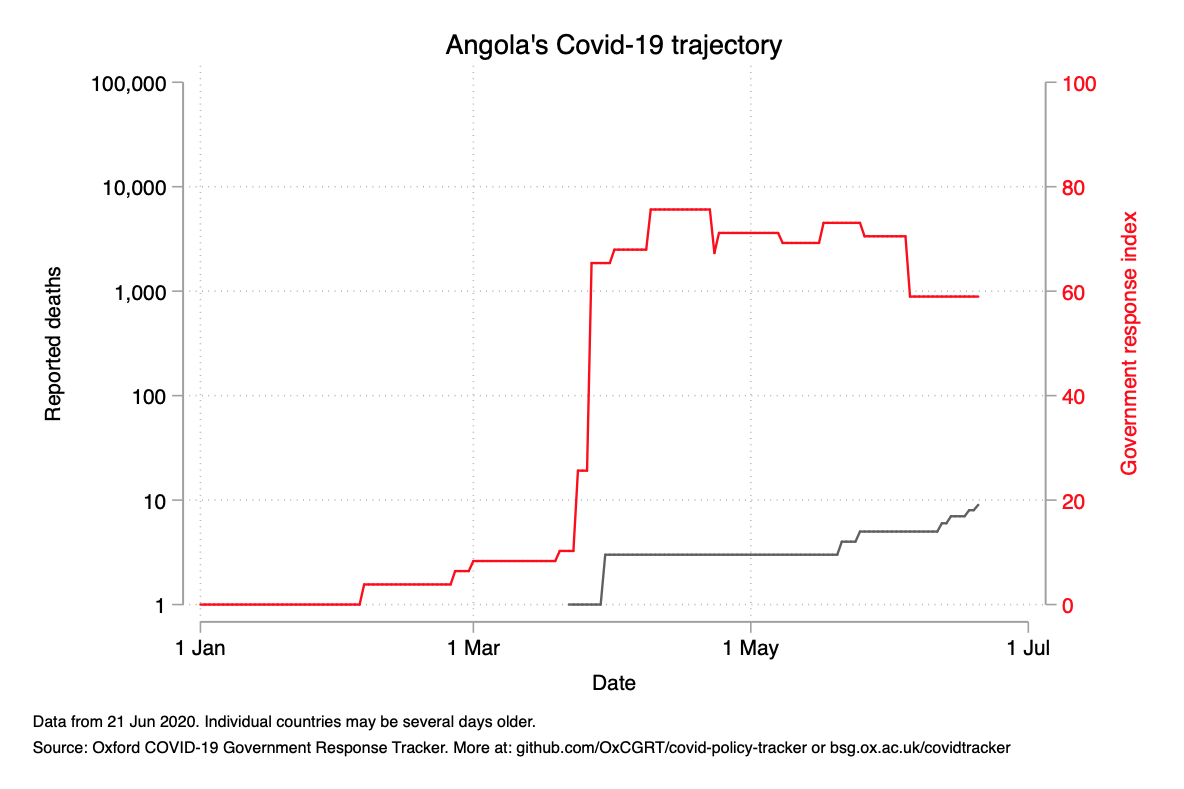 Angola's Covid-19 trajectory
100,000
10,000
1,000
100
10
1
Reported deaths
100
80
60
40
20
0
Government response index
1 Jan
1 Mar
1 May
1 Jul
Date
Data from 21 Jun 2020. Individual countries may be several days older.
Source: Oxford COVID-19 Government Response Tracker. More at: github.com/OxCGRT/covid-policy-tracker or bsg.ox.ac.uk/covidtracker